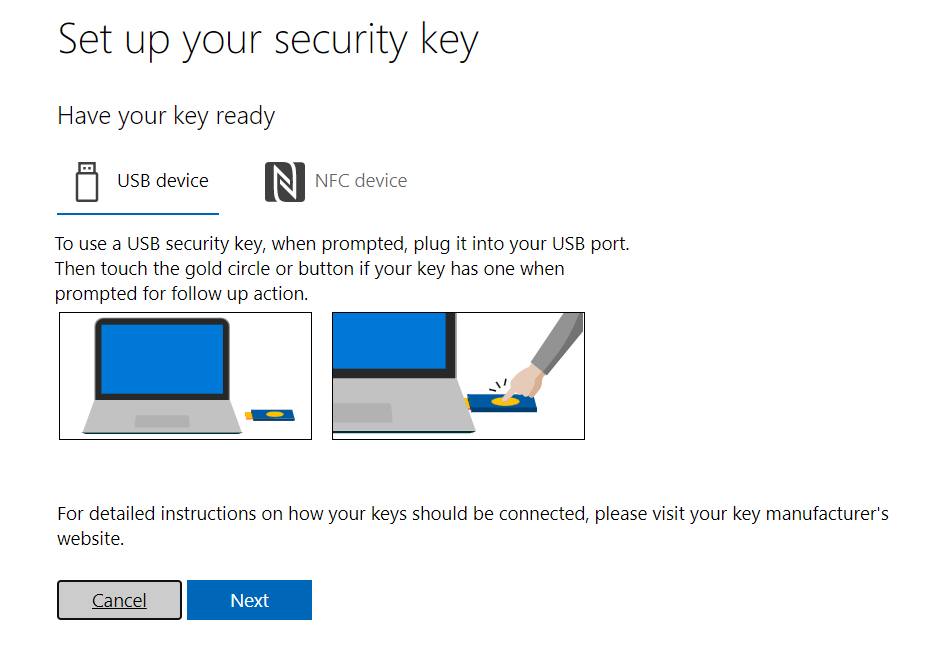 Set up your security key
Have your key ready
USB device
NFC device
To use a USB security key, when prompted, plug it into your USB port.
Then touch the gold circle or button if your key has one when
prompted for follow up action.
For detailed instructions on how your keys should be connected, please visit your key manufacturer's
website.
Cancel
Next